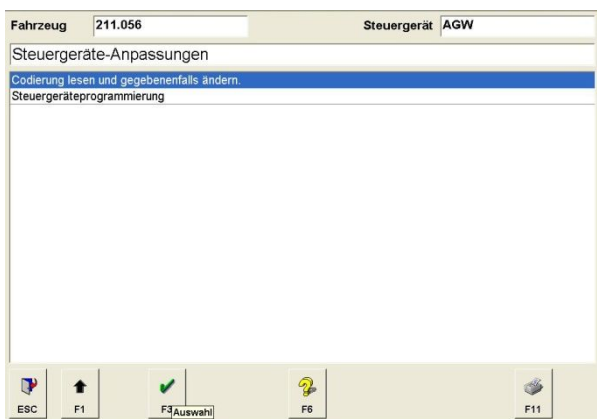 Fahrzeug 211.056 Steuergerät AGW
Steuergeräte-Anpassungen
Codierung lesen und gegebenenfalls ändern.
Steuergeräteprogrammierung
ESC F1 F3 Auswahl F6 F11